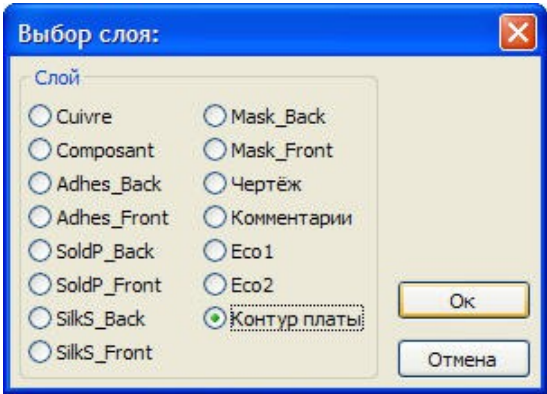 Выбор слоя:
Слой
Cuivre
Composant
Adhes_Back
Adhes_Front
SoldP_Back
SoldP_Front
SilkS_Back
SilkS_Front
Mask_Back
Mask_Front
Чертёж
Комментарии
Eco1
Eco2
Контур платы
Ок
Отмена